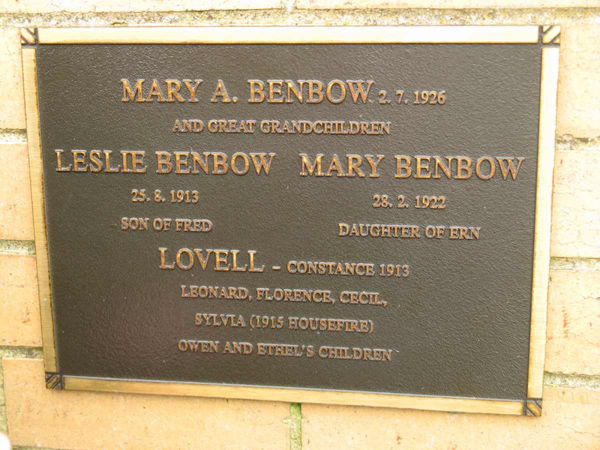 MARY A. BENBOW 2. 7. 1926
AND GREAT GRANDCHILDREN
LESLIE BENBOW MARY BENBOW
25. 8. 1913 28. 2. 1922
SON OF FRED DAUGHTER OF ERN
LOVELL – CONSTANCE 1913
LEONARD, FLORENCE, CECIL,
SYLVIA (1915 HOUSEFIRE)
OWEN AND ETHEL'S CHILDREN